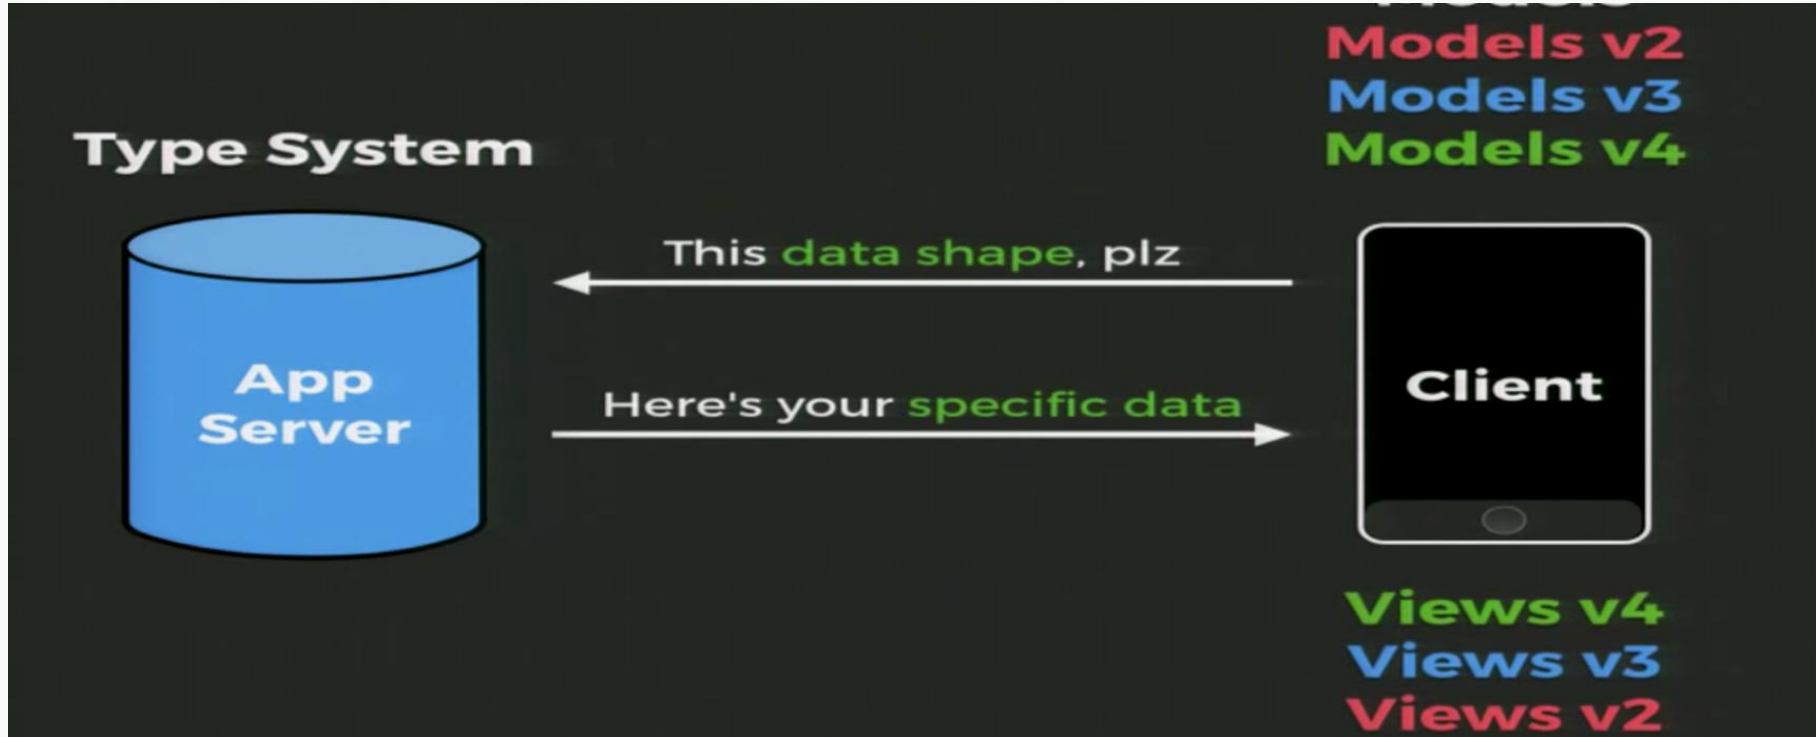 Models v2
Models v3
Models v4
Type System
This data shape, plz
App
Server
Here's your specific data
Client
Views v4
Views v3
Views v2